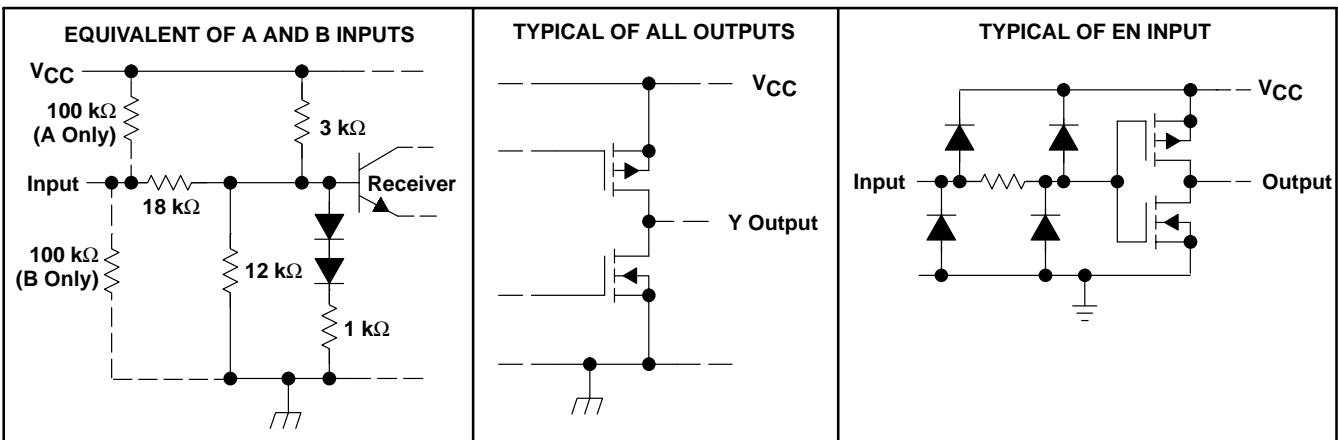 EQUIVALENT OF A AND B INPUTS
VCC
100 kΩ
(A Only)
3 kΩ
Input
18 kΩ
Receiver
100 kΩ
(B Only)
12 kΩ
1 kΩ
TYPICAL OF ALL OUTPUTS
VCC
Y Output
TYPICAL OF EN INPUT
VCC
Input
Output